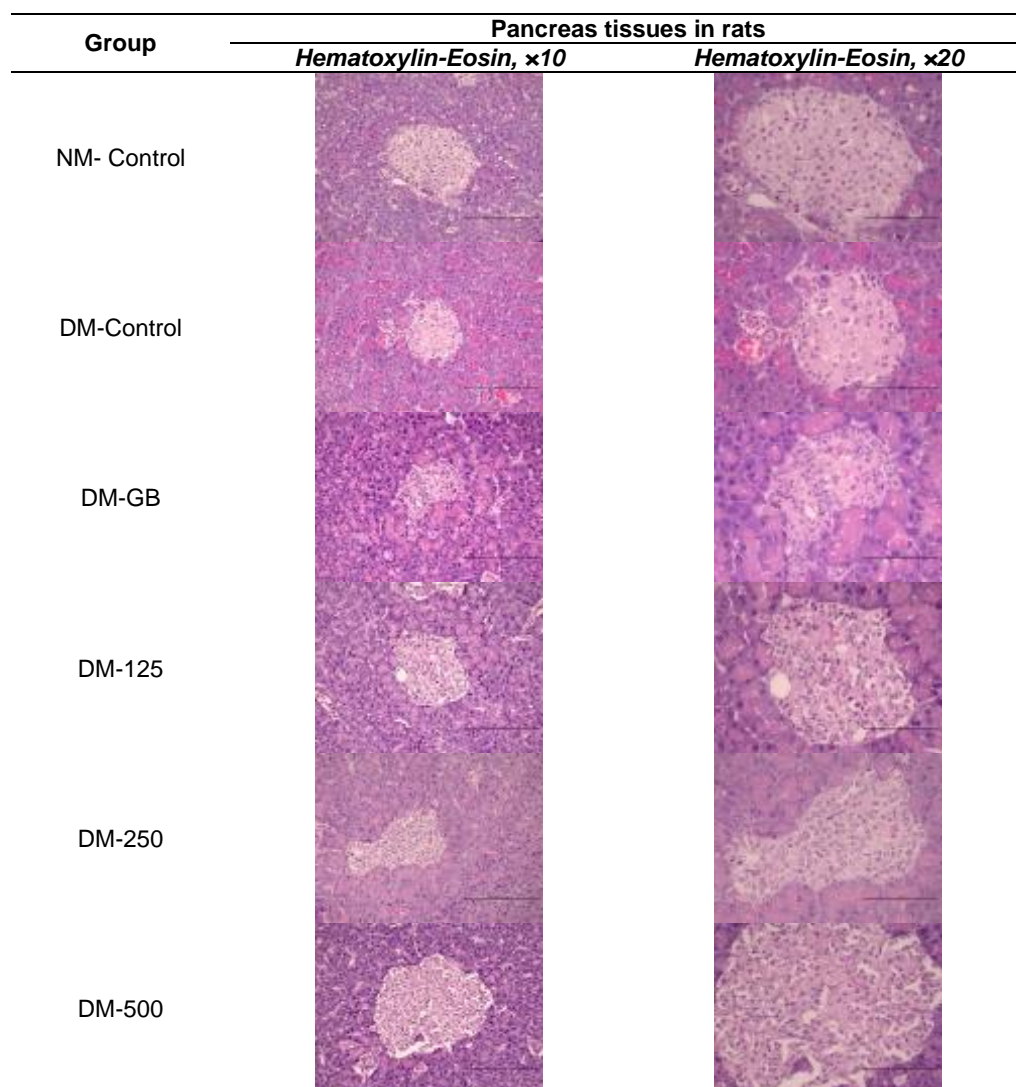 Group
Pancreas tissues in rats
Hematoxylin-Eosin, ×10 Hematoxylin-Eosin, ×20
NM- Control
DM-Control
DM-GB
DM-125
DM-250
DM-500